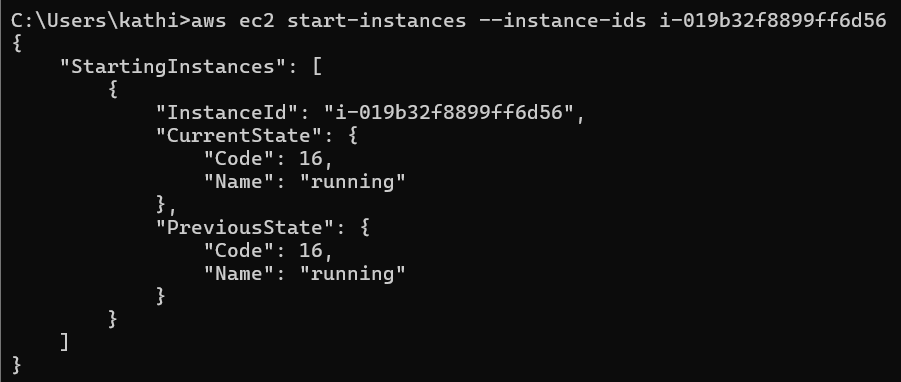 C:\Users\kathi>aws ec2 start-instances --instance-ids i-019b32f8899ff6d56
{
    "StartingInstances": [
        {
            "InstanceId": "i-019b32f8899ff6d56",
            "CurrentState": {
                "Code": 16,
                "Name": "running"
            },
            "PreviousState": {
                "Code": 16,
                "Name": "running"
            }
        }
    ]
}